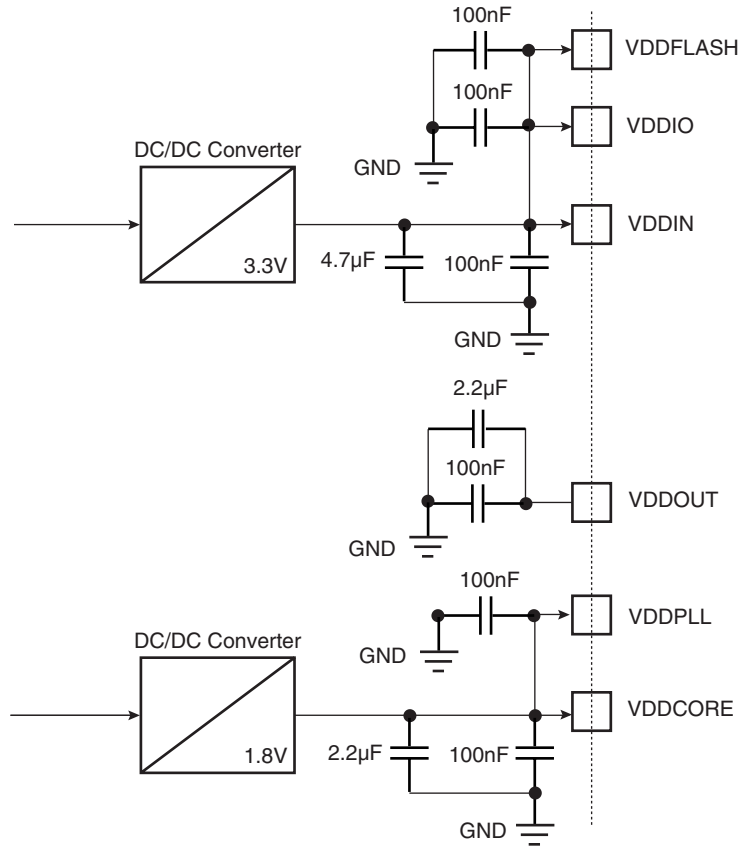 100nF
VDDFLASH
100nF
VDDIO
DC/DC Converter
GND
VDDIN
3.3V
4.7µF
100nF
GND
2.2µF
100nF
VDDOUT
GND
100nF
VDDPLL
DC/DC Converter
GND
VDDCORE
1.8V
2.2µF
100nF
GND